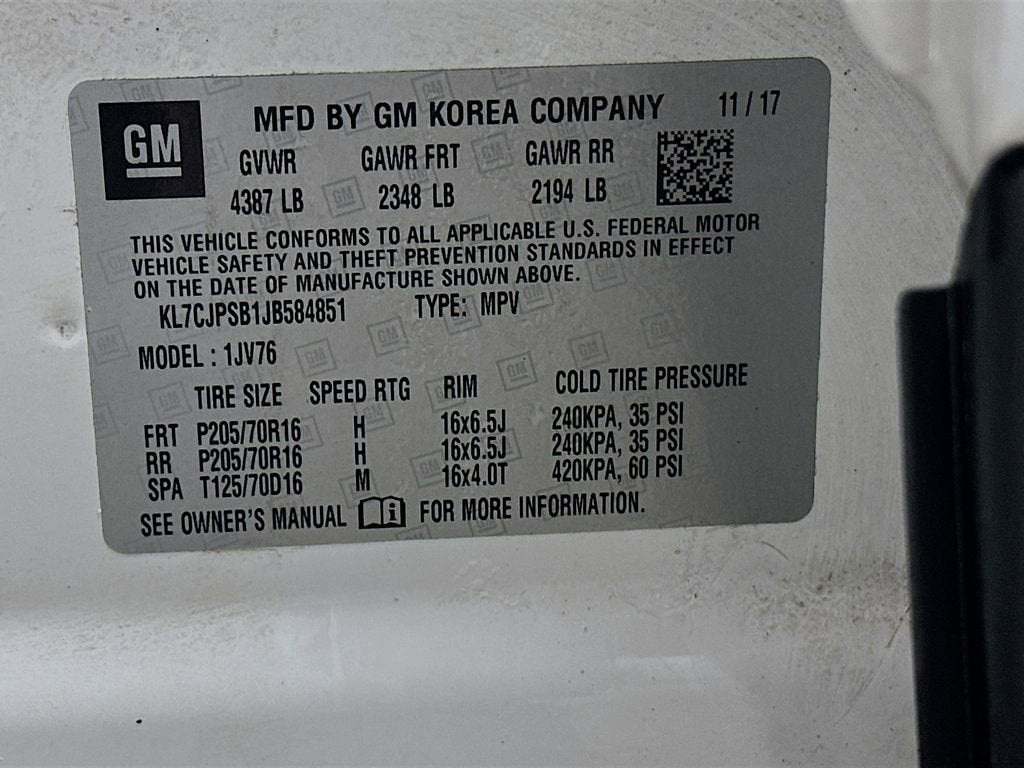 GM
MFD BY GM KOREA COMPANY 11 / 17
GVWR GAWR FRT GAWR RR
4387 LB 2348 LB 2194 LB
THIS VEHICLE CONFORMS TO ALL APPLICABLE U.S. FEDERAL MOTOR
VEHICLE SAFETY AND THEFT PREVENTION STANDARDS IN EFFECT
ON THE DATE OF MANUFACTURE SHOWN ABOVE.
KL7CJPSB1JB584851 TYPE: MPV
MODEL : 1JV76
TIRE SIZE SPEED RTG RIM COLD TIRE PRESSURE
FRT P205/70R16 H 16x6.5J 240KPA, 35 PSI
RR P205/70R16 H 16x6.5J 240KPA, 35 PSI
SPA T125/70D16 M 16x4.0T 420KPA, 60 PSI
SEE OWNER'S MANUAL FOR MORE INFORMATION.